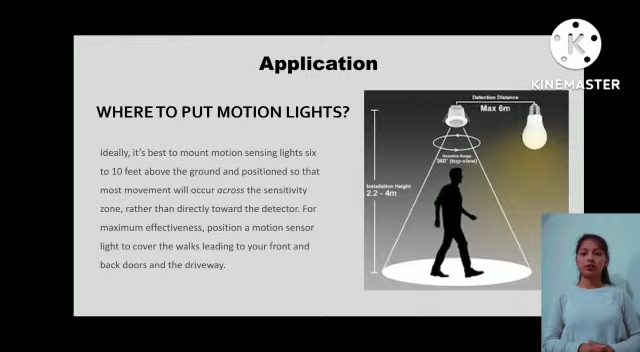 Application
K
KINEMASTER
WHERE TO PUT MOTION LIGHTS?
Detection Distance
Max 6m
Ideally, it's best to mount motion sensing lights six
to 10 feet above the ground and positioned so that
most movement will occur across the sensitivity
zone, rather than directly toward the detector. For
maximum effectiveness, position a motion sensor
light to cover the walks leading to your front and
back doors and the driveway.
Detection Range
360° (top-view)
Installation Height
2.2 - 4m